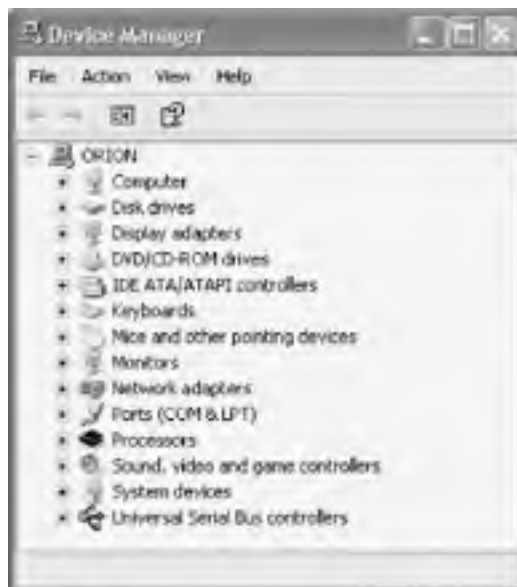 Device Manager
File Action View Help
ORION
Computer
Disk drives
Display adapters
DVD/CD-ROM drives
IDE ATA/ATAPI controllers
Keyboards
Mice and other pointing devices
Monitors
Network adapters
Ports (COM & LPT)
Processors
Sound, video and game controllers
System devices
Universal Serial Bus controllers